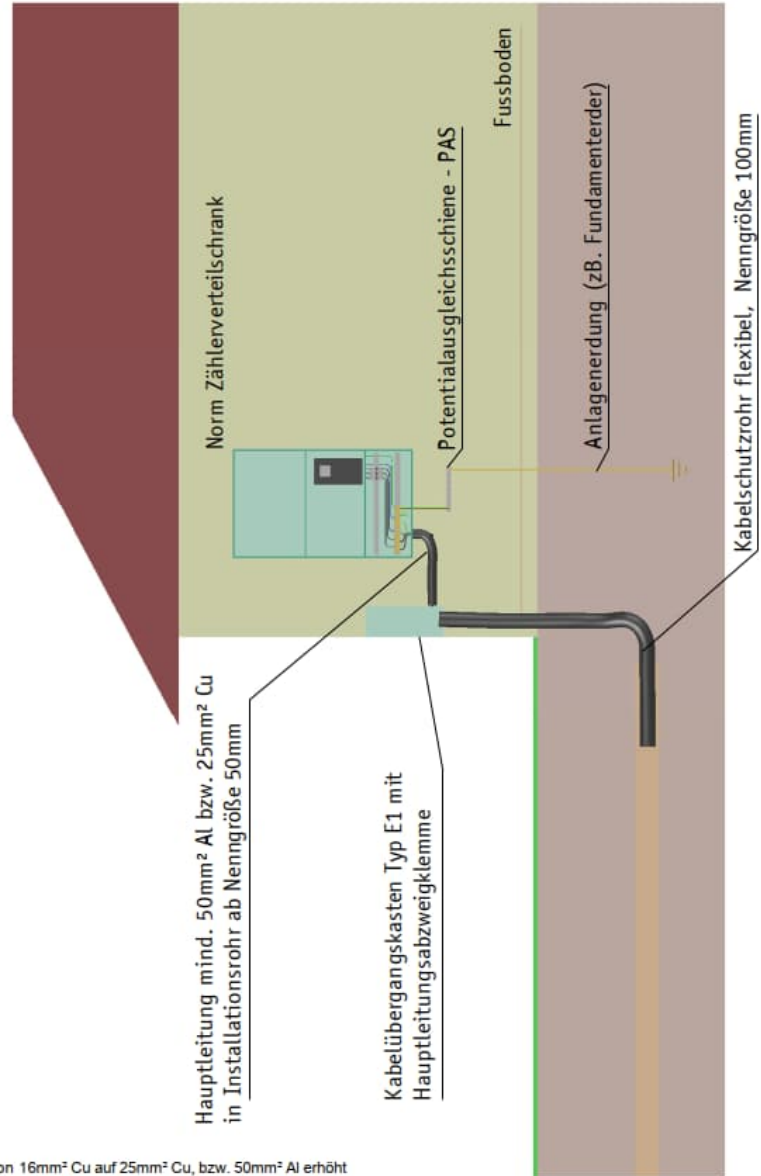 Norm Zählerverteilschrank
Potentialausgleichsschiene - PAS
Fussboden
Anlagenerdung (zB. Fundamenterder)
Kabelschutzrohr flexibel, Nenngröße 100mm
Hauptleitung mind. 50mm² Al bzw. 25mm² Cu
in Installationsrohr ab Nenngröße 50mm
Kabelübergangskasten Typ E1 mit
Hauptleitungsabzweigklemme
16mm² Cu auf 25mm² Cu, bzw. 50mm² Al erhöht